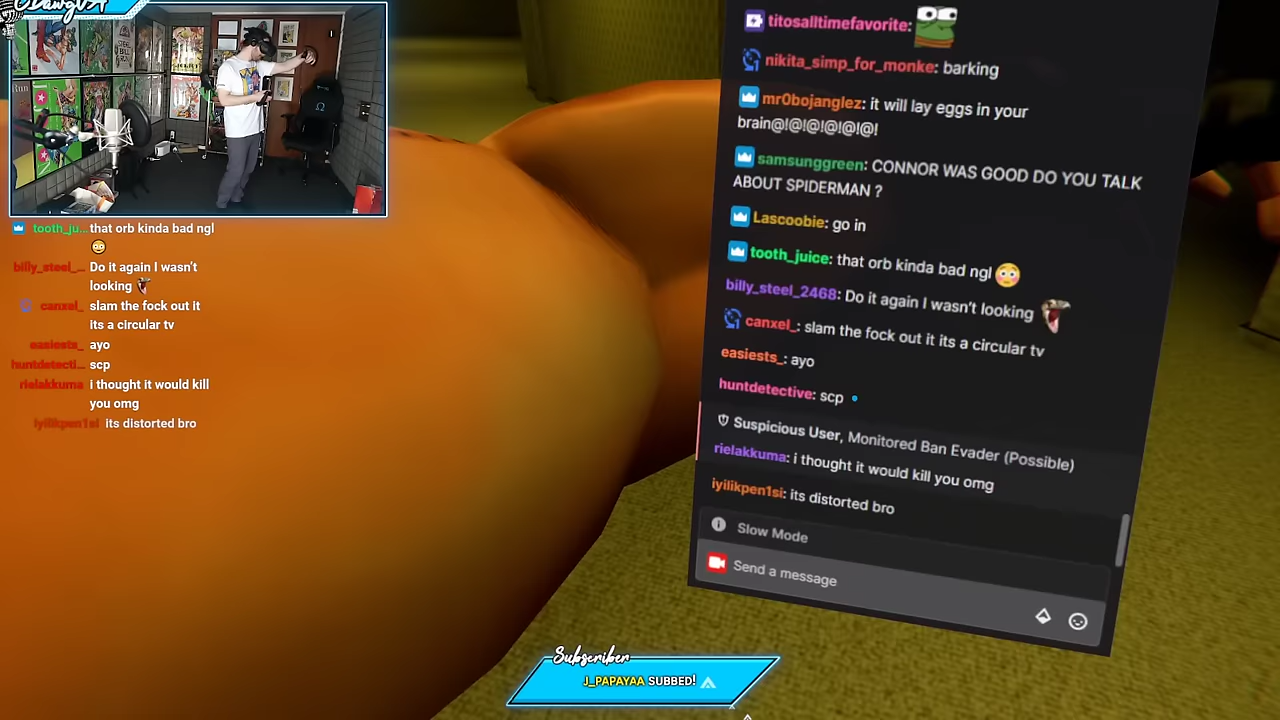 CDawgVA
tooth_ju... that orb kinda bad ngl
billy_steel_... Do it again I wasn't
looking
canxel_ slam the fock out it
its a circular tv
easiests_ ayo
huntdetecti... scp
rielakkuma i thought it would kill
you omg
iyilikpen1si its distorted bro
titosalltimefavorite:
nikita_simp_for_monke: barking
mr0bojanglez: it will lay eggs in your
brain@!@!@!@!@!@!
samsunggreen: CONNOR WAS GOOD DO YOU TALK
ABOUT SPIDERMAN ?
Lascoobie: go in
tooth_juice: that orb kinda bad ngl
billy_steel_2468: Do it again I wasn't looking
canxel_: slam the fock out it its a circular tv
easiests_: ayo
huntdetective: scp
Suspicious User, Monitored Ban Evader (Possible)
rielakkuma: i thought it would kill you omg
iyilikpen1si: its distorted bro
Slow Mode
Send a message
Subscriber
J_PAPAYAA SUBBED!